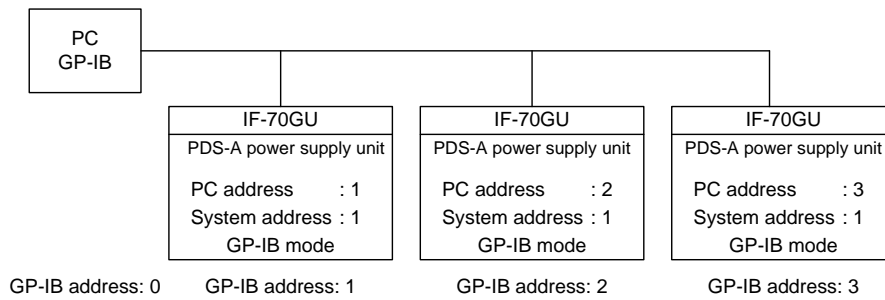 PC
GP-IB
IF-70GU
PDS-A power supply unit
PC address : 1
System address : 1
GP-IB mode
IF-70GU
PDS-A power supply unit
PC address : 2
System address : 1
GP-IB mode
IF-70GU
PDS-A power supply unit
PC address : 3
System address : 1
GP-IB mode
GP-IB address: 0
GP-IB address: 1
GP-IB address: 2
GP-IB address: 3